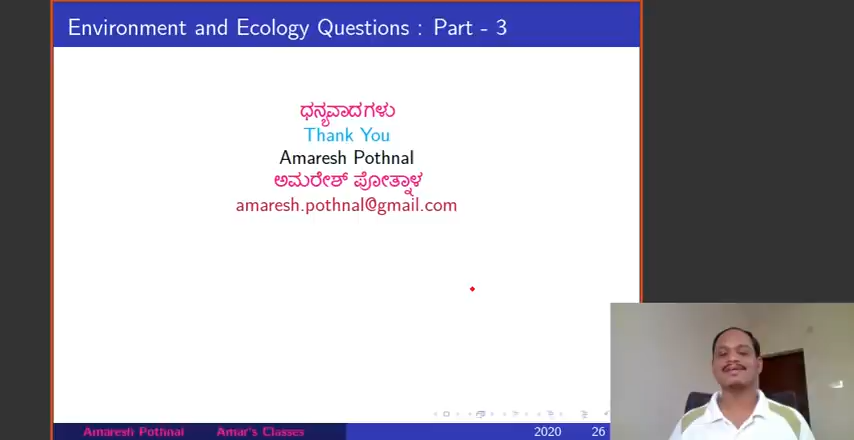 Environment and Ecology Questions : Part - 3
ಧನ್ಯವಾದಗಳು
Thank You
Amaresh Pothnal
ಅಮರೇಶ್ ಪೋತ್ನಾಳ
amaresh.pothnal@gmail.com
Amaresh Pothnal Amar's Classes 2020 26